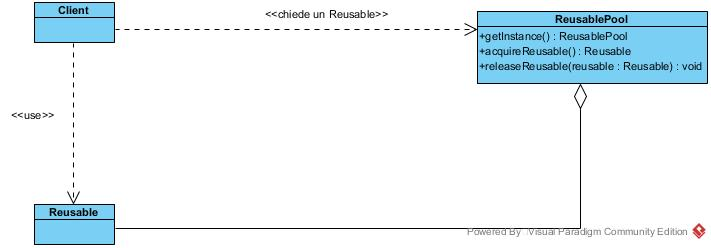 Client
<<chiede un Reusable>>
ReusablePool
+getInstance() : ReusablePool
+acquireReusable() : Reusable
+releaseReusable(reusable : Reusable) : void
<<use>>
Reusable
Powered By Visual Paradigm Community Edition